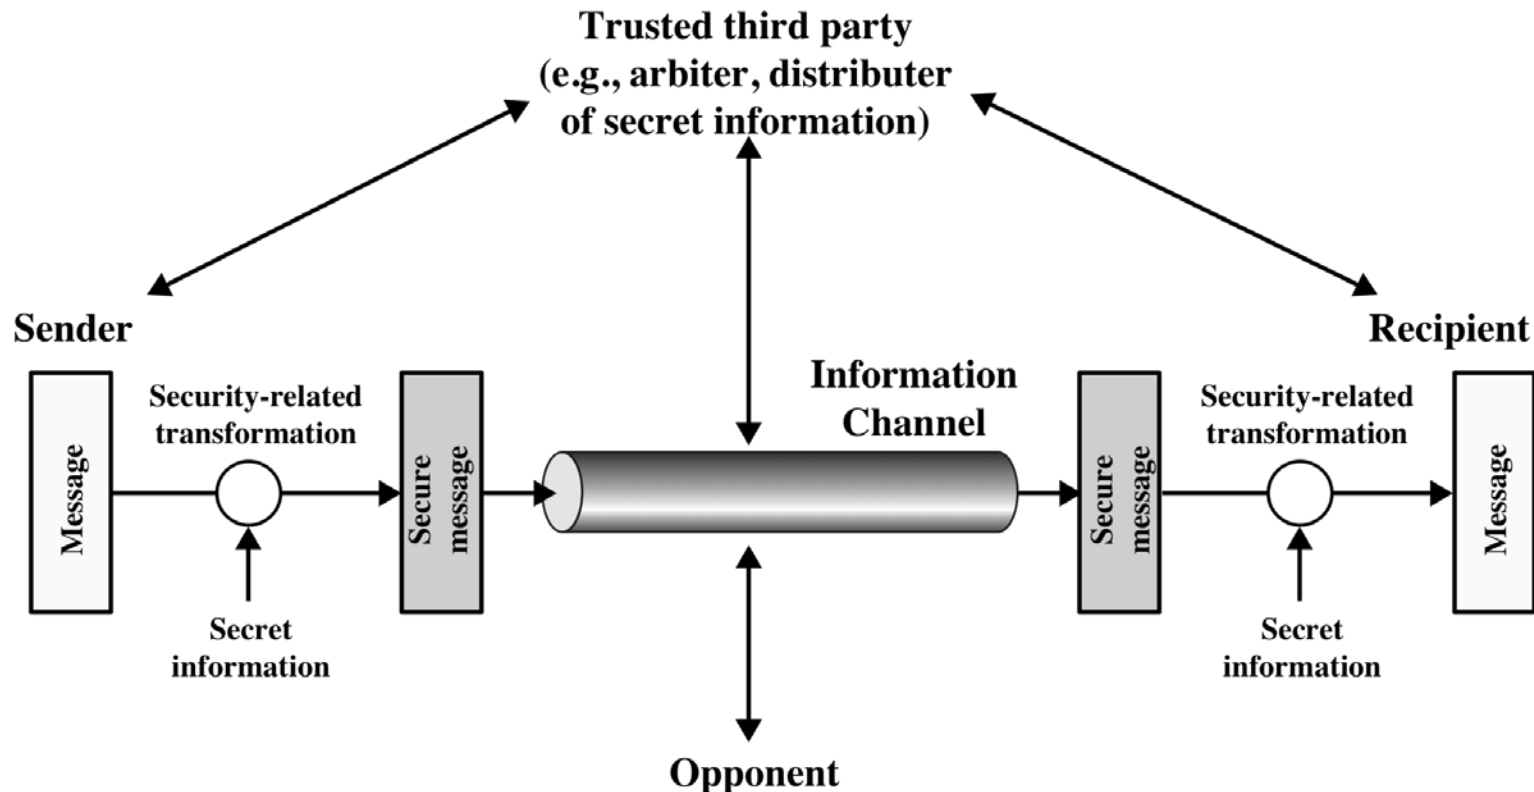 Trusted third party
(e.g., arbiter, distributer
of secret information)
Sender
Recipient
Information
Channel
Security-related
transformation
Security-related
transformation
Message
Secure
message
Secure
message
Message
Secret
information
Secret
information
Opponent